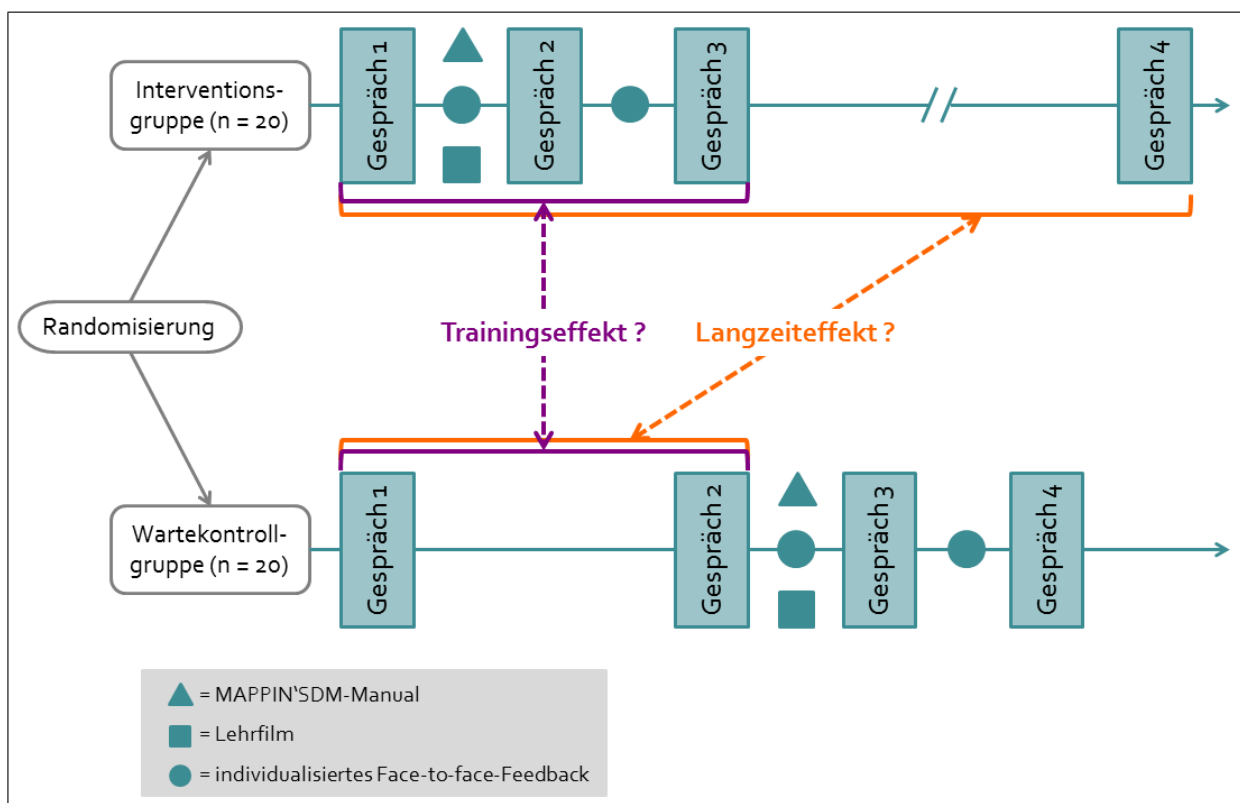 Interventions-
gruppe (n = 20)
Gespräch 1
Gespräch 2
Gespräch 3
Gespräch 4
Randomisierung
Trainingseffekt ?
Langzeiteffekt ?
Wartekontroll-
gruppe (n = 20)
Gespräch 1
Gespräch 2
Gespräch 3
Gespräch 4
= MAPPIN'SDM-Manual
= Lehrfilm
= individualisiertes Face-to-face-Feedback